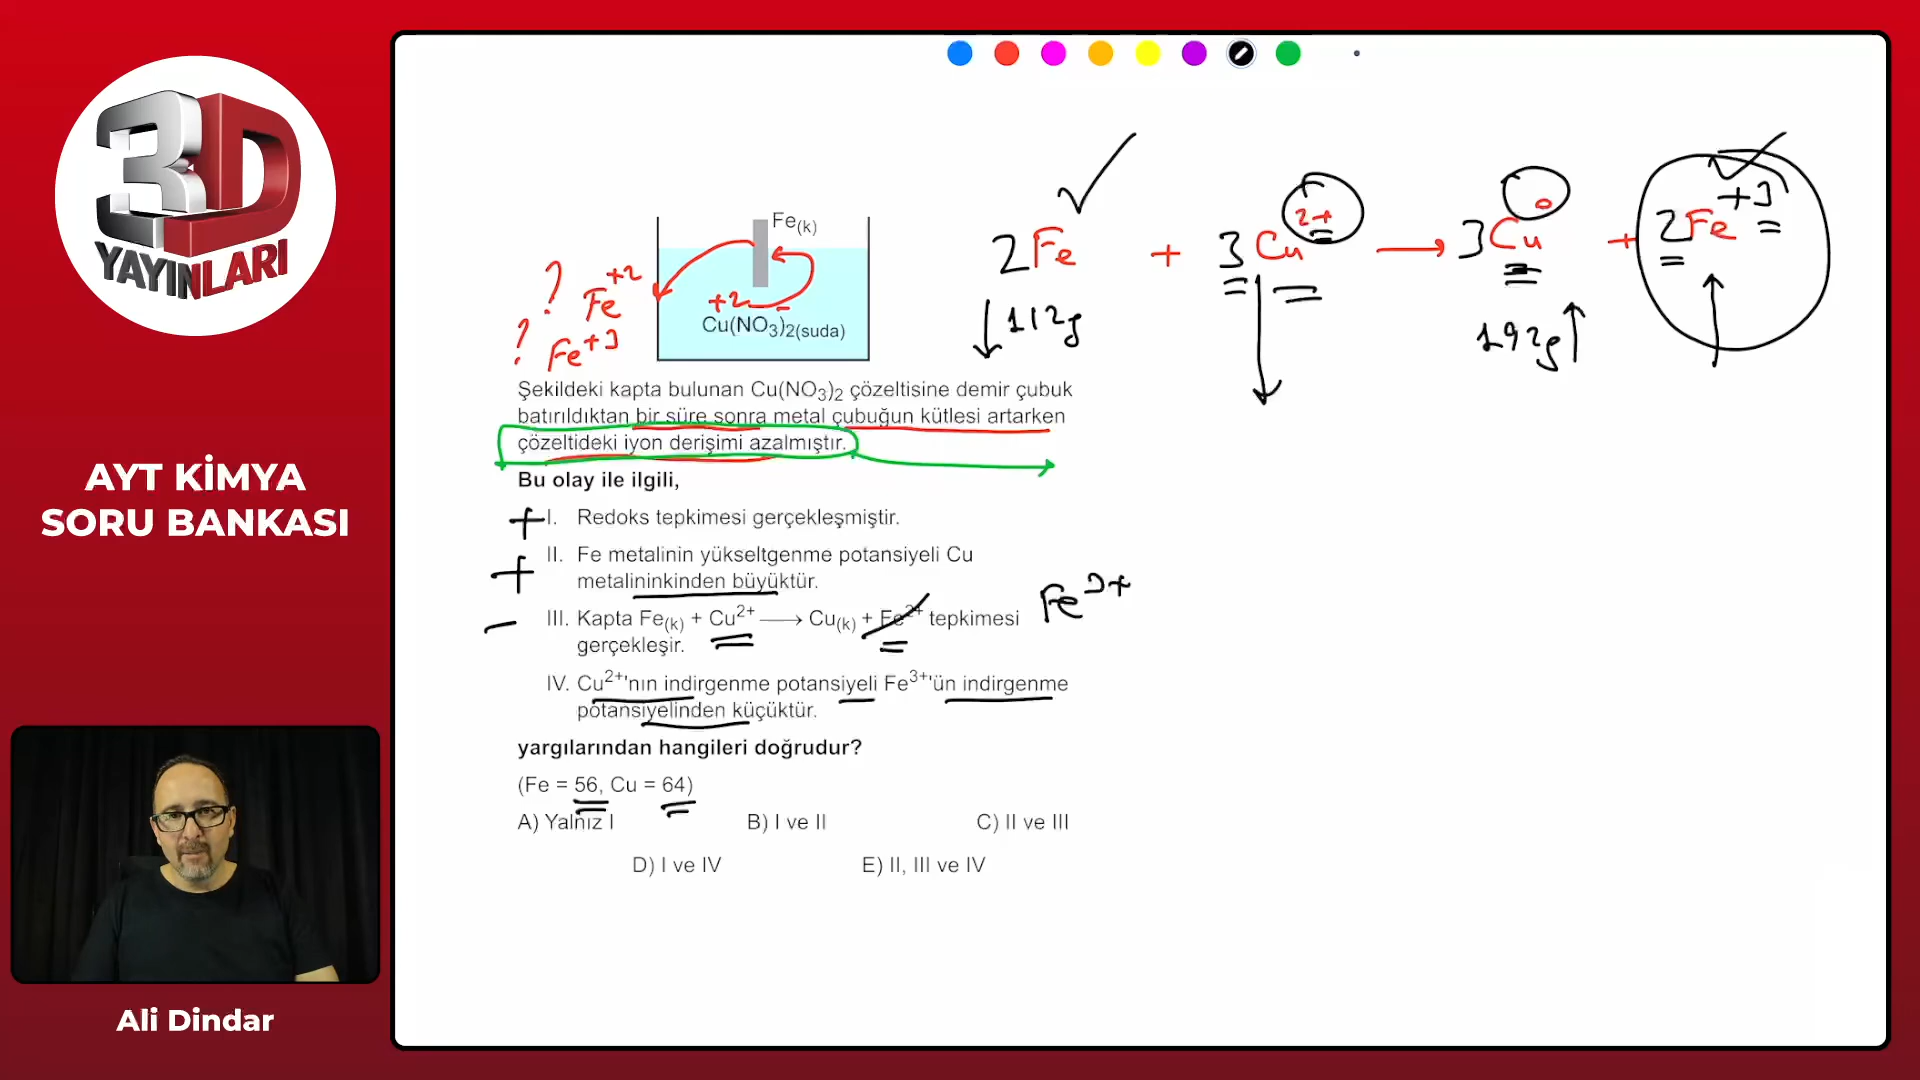 3D
YAYINLARI
AYT KİMYA
SORU BANKASI
Ali Dindar
Fe(k)
+2
Cu(NO3)2(suda)
? Fe+2
? Fe+3
2Fe + 3Cu2+ → 3Cu0 + 2Fe+3
112g
192g
Şekildeki kapta bulunan Cu(NO3)2 çözeltisine demir çubuk
batırıldıktan bir süre sonra metal çubuğun kütlesi artarken
çözeltideki iyon derişimi azalmıştır.
Bu olay ile ilgili,
+ I. Redoks tepkimesi gerçekleşmiştir.
+ II. Fe metalinin yükseltgenme potansiyeli Cu
metalininkinden büyüktür.
– III. Kapta Fe(k) + Cu2+ → Cu(k) + Fe2+ tepkimesi
gerçekleşir.
Fe3+
IV. Cu2+'nın indirgenme potansiyeli Fe3+'ün indirgenme
potansiyelinden küçüktür.
yargılarından hangileri doğrudur?
(Fe = 56, Cu = 64)
A) Yalnız I B) I ve II C) II ve III
D) I ve IV E) II, III ve IV